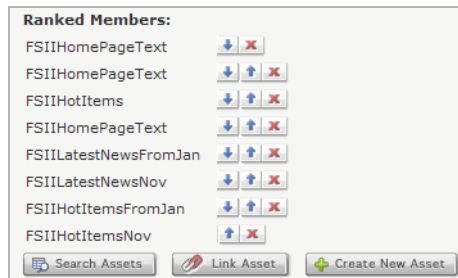 Ranked Members:
FSIIHomePageText
FSIIHomePageText
FSIIHotItems
FSIIHomePageText
FSIILatestNewsFromJan
FSIILatestNewsNov
FSIIHotItemsFromJan
FSIIHotItemsNov
Search Assets Link Asset Create New Asset